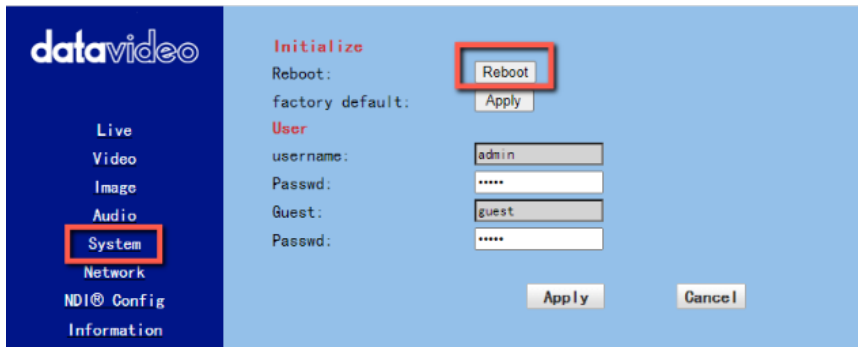 datavideo
Live
Video
Image
Audio
System
Network
NDI® Config
Information
Initialize
Reboot: Reboot
factory default: Apply
User
username: admin
Passwd: •••••
Guest: guest
Passwd: •••••
Apply Cancel